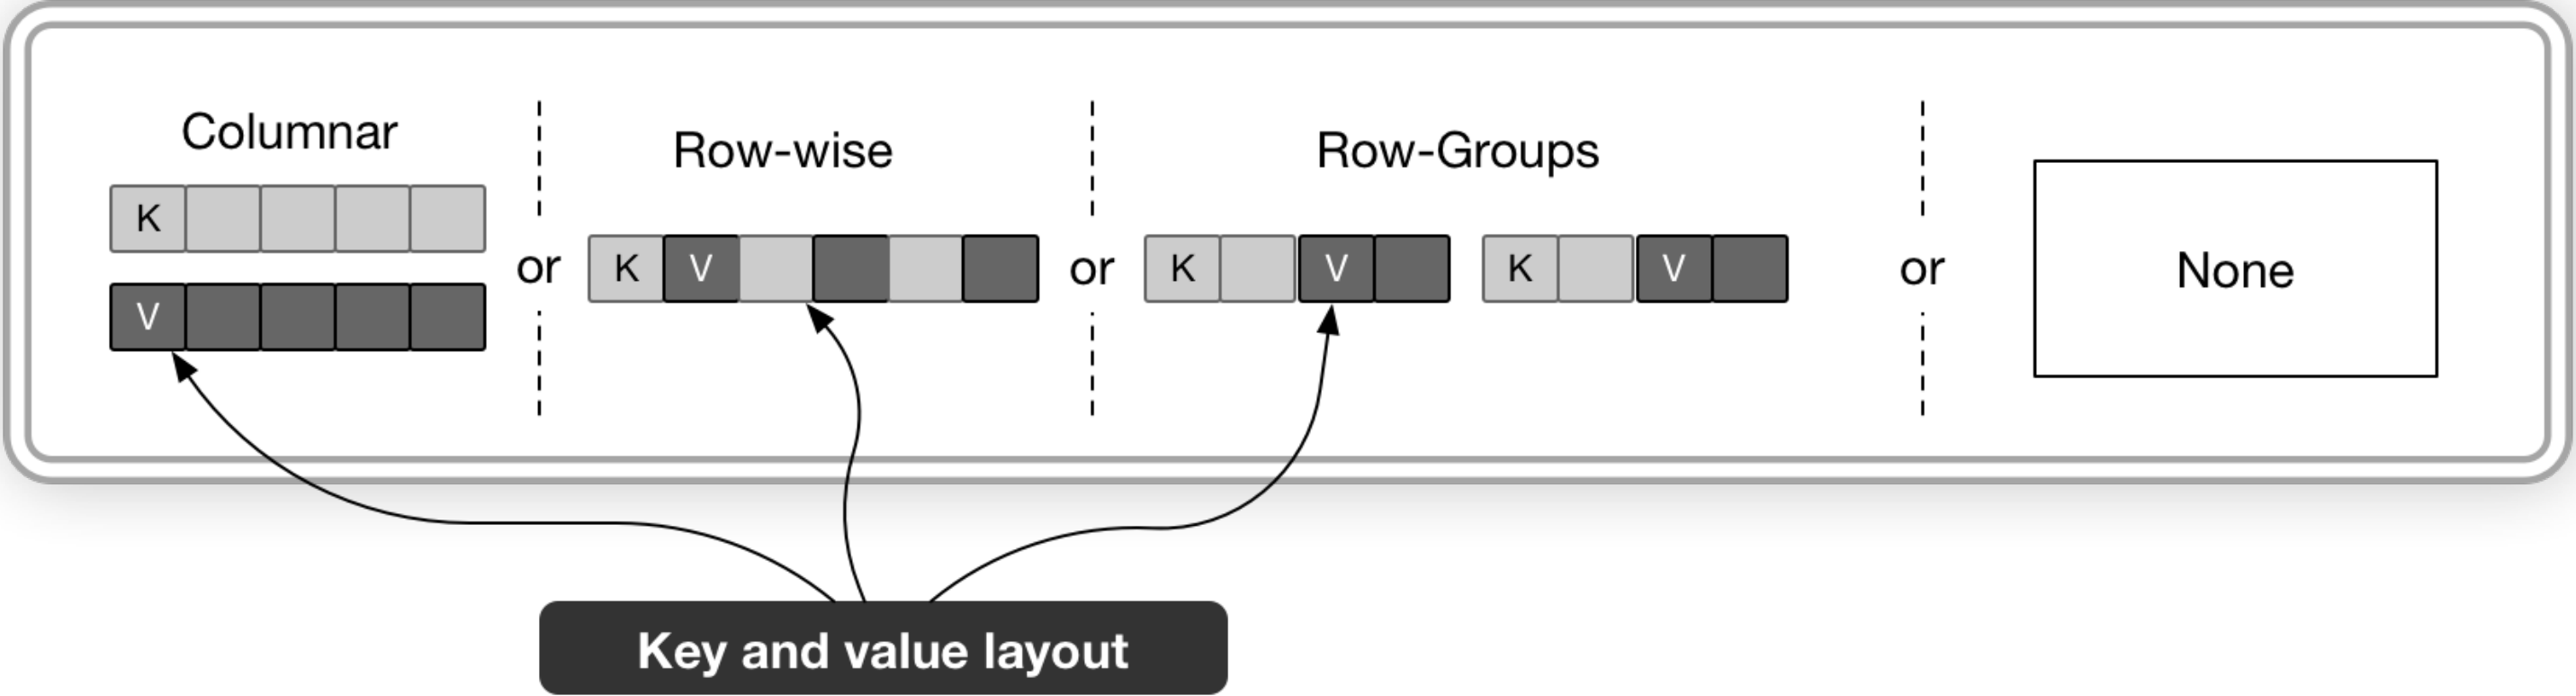 Columnar
K
V
or
Row-wise
K V
or
Row-Groups
K V K V
or
None
Key and value layout